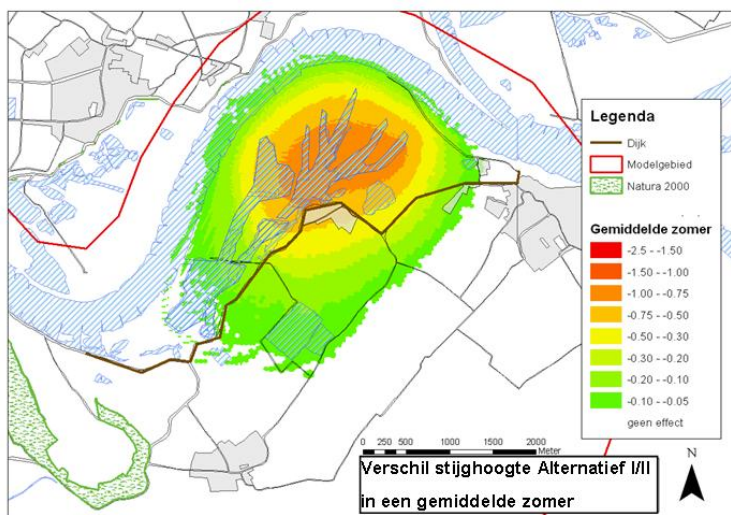 Legenda
Dijk
Modelgebied
Natura 2000
Gemiddelde zomer
-2.5 - -1.50
-1.50 - -1.00
-1.00 - -0.75
-0.75 - -0.50
-0.50 - -0.30
-0.30 - -0.20
-0.20 - -0.10
-0.10 - -0.05
geen effect
0 250 500 1000 1500 2000
Meter
N
Verschil stijghoogte Alternatief I/II
in een gemiddelde zomer